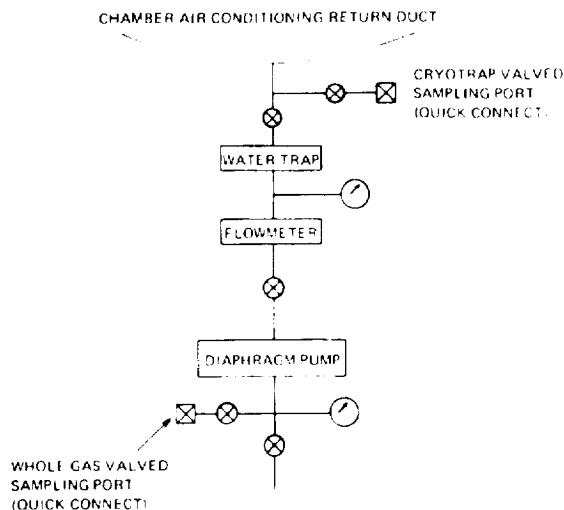 CHAMBER AIR CONDITIONING RETURN DUCT
CRYOTRAP VALVED
SAMPLING PORT
(QUICK CONNECT)
WATER TRAP
FLOWMETER
DIAPHRAGM PUMP
WHOLE GAS VALVED
SAMPLING PORT
(QUICK CONNECT)